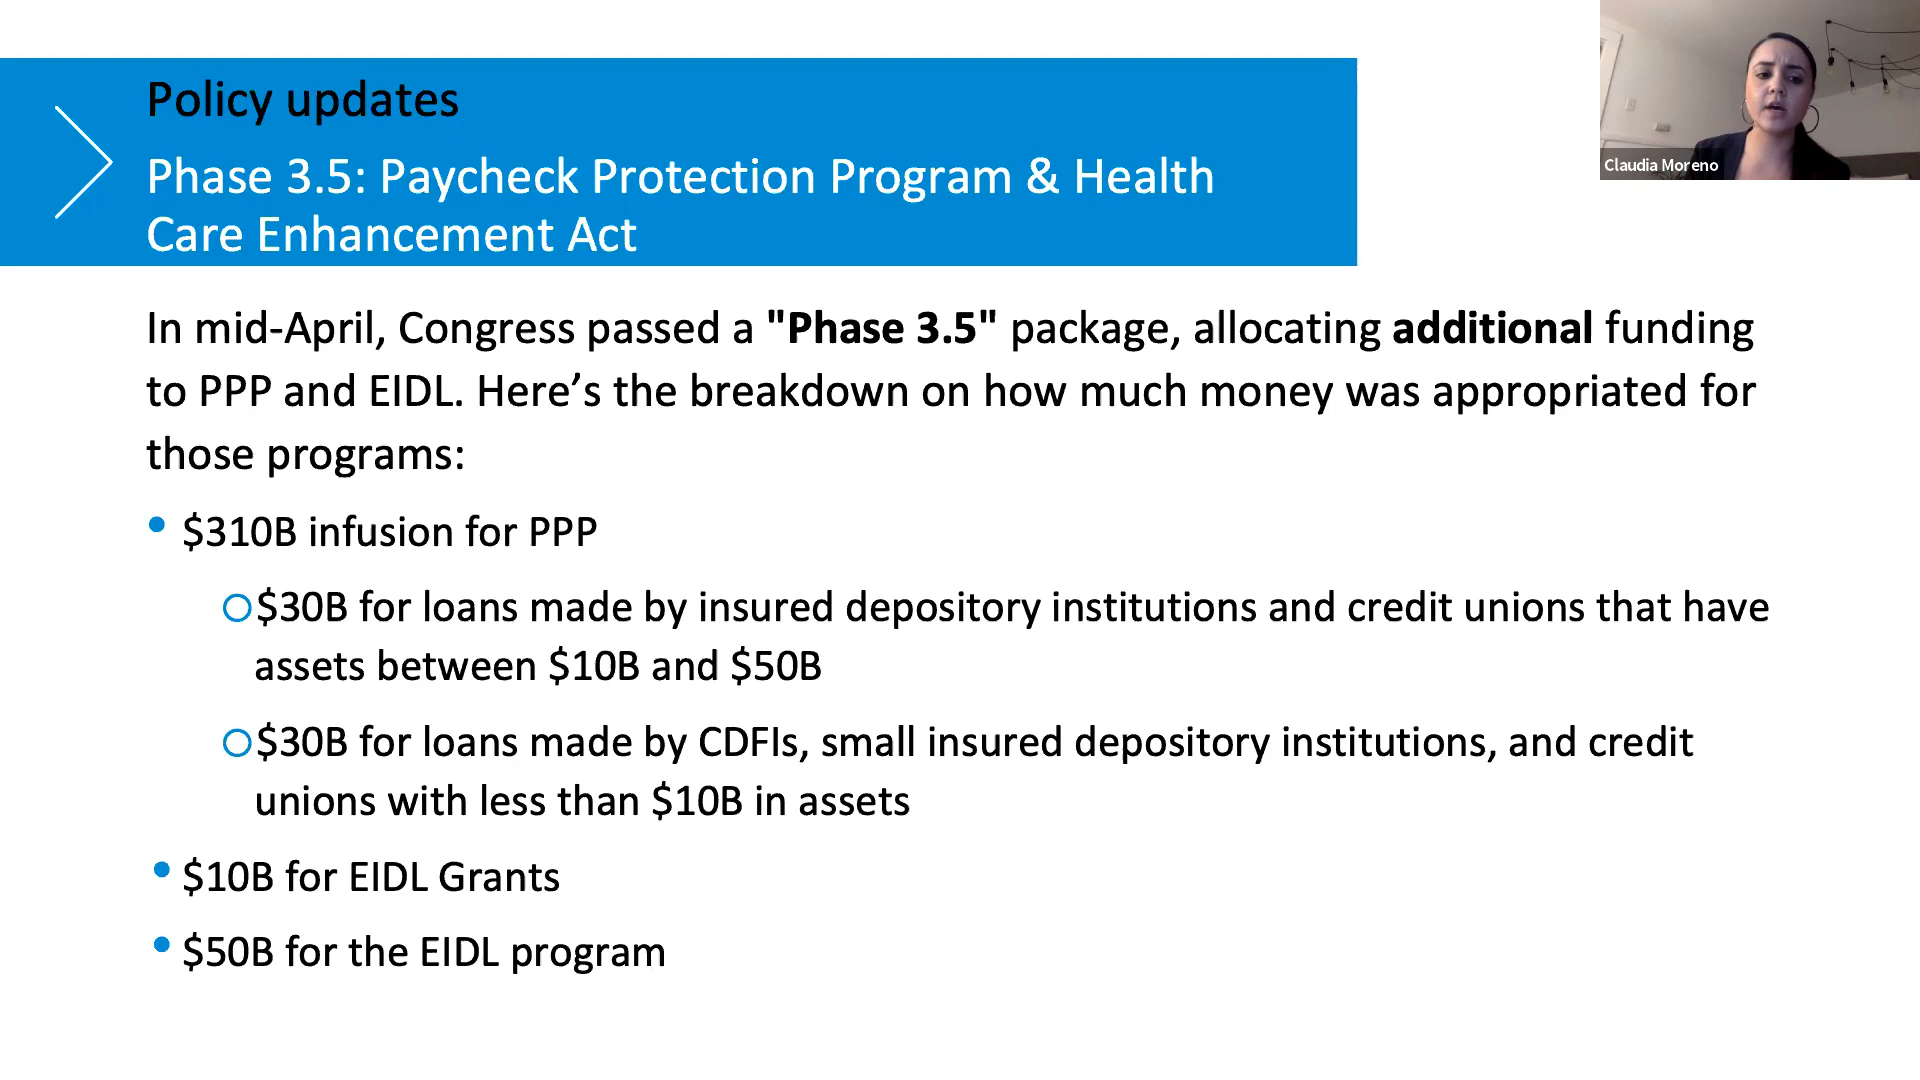 Policy updates
Phase 3.5: Paycheck Protection Program & Health
Care Enhancement Act
Claudia Moreno
In mid-April, Congress passed a "Phase 3.5" package, allocating additional funding
to PPP and EIDL. Here’s the breakdown on how much money was appropriated for
those programs:
• $310B infusion for PPP
○$30B for loans made by insured depository institutions and credit unions that have
assets between $10B and $50B
○$30B for loans made by CDFIs, small insured depository institutions, and credit
unions with less than $10B in assets
• $10B for EIDL Grants
• $50B for the EIDL program